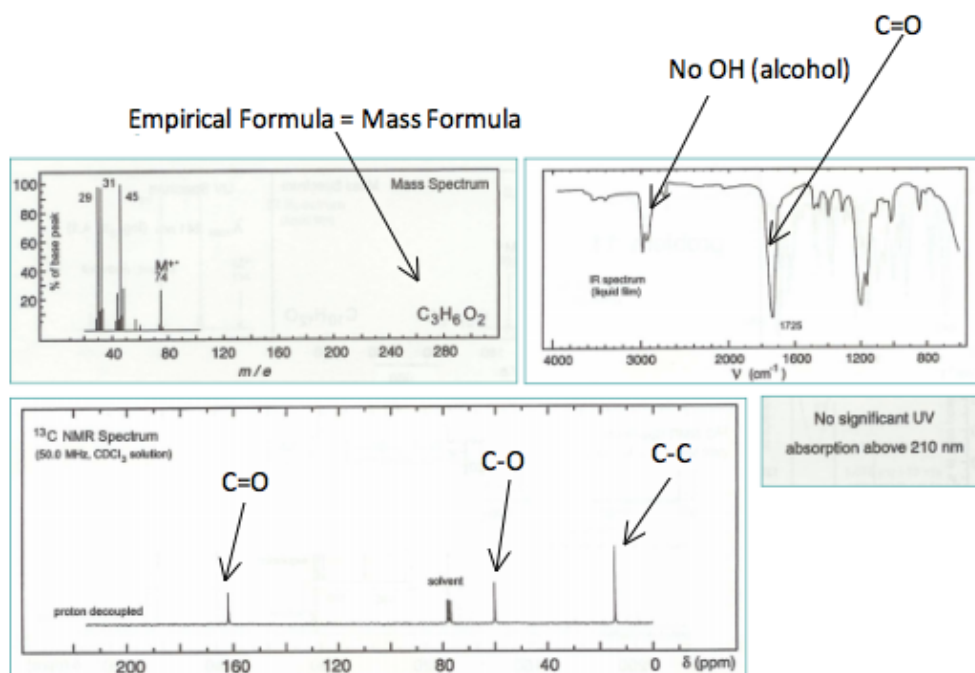 C=O
No OH (alcohol)
Empirical Formula = Mass Formula
Mass Spectrum
% of base peak
100
80
60
40
20
29
31
45
M⁺·
74
C₃H₆O₂
40 80 120 160 200 240 280
m / e
IR spectrum
(liquid film)
1725
4000 3000 2000 1600 1200 800
ν (cm⁻¹)
¹³C NMR Spectrum
(50.0 MHz, CDCl₃ solution)
C=O
C-O
C-C
solvent
proton decoupled
200 160 120 80 40 0 δ (ppm)
No significant UV
absorption above 210 nm